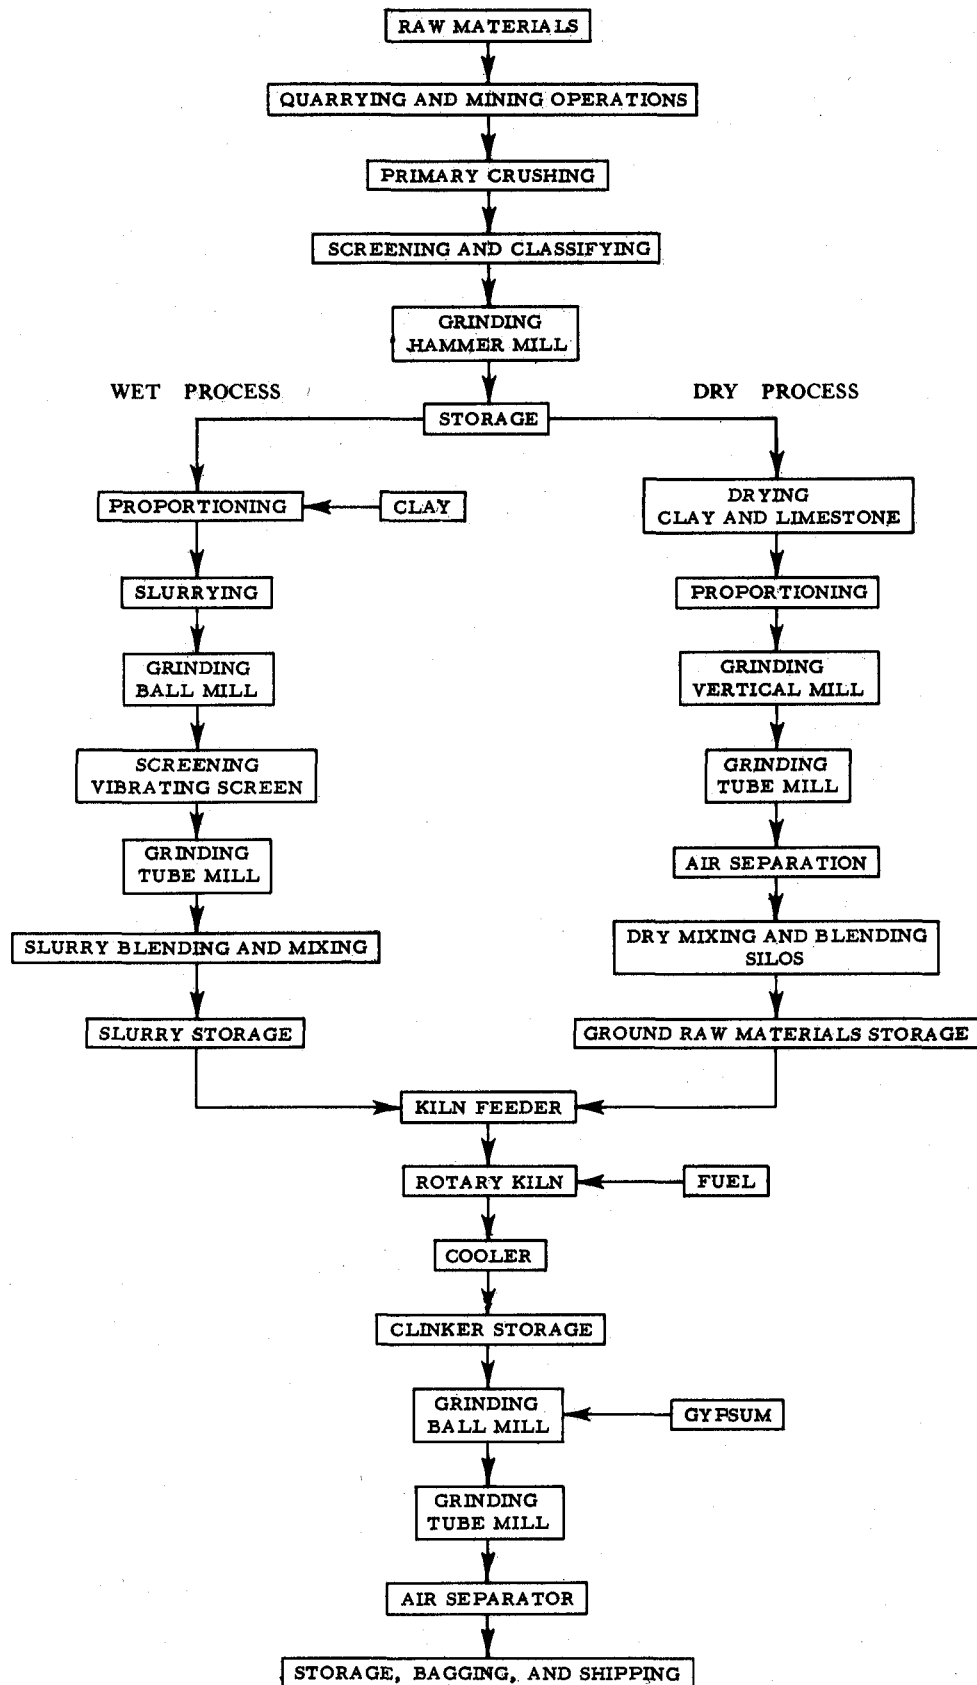 RAW MATERIALS
QUARRYING AND MINING OPERATIONS
PRIMARY CRUSHING
SCREENING AND CLASSIFYING
GRINDING
HAMMER MILL
WET PROCESS
DRY PROCESS
STORAGE
PROPORTIONING
CLAY
SLURRYING
GRINDING
BALL MILL
SCREENING
VIBRATING SCREEN
GRINDING
TUBE MILL
SLURRY BLENDING AND MIXING
SLURRY STORAGE
DRYING
CLAY AND LIMESTONE
PROPORTIONING
GRINDING
VERTICAL MILL
GRINDING
TUBE MILL
AIR SEPARATION
DRY MIXING AND BLENDING
SILOS
GROUND RAW MATERIALS STORAGE
KILN FEEDER
ROTARY KILN
FUEL
COOLER
CLINKER STORAGE
GRINDING
BALL MILL
GYPSUM
GRINDING
TUBE MILL
AIR SEPARATOR
STORAGE, BAGGING, AND SHIPPING